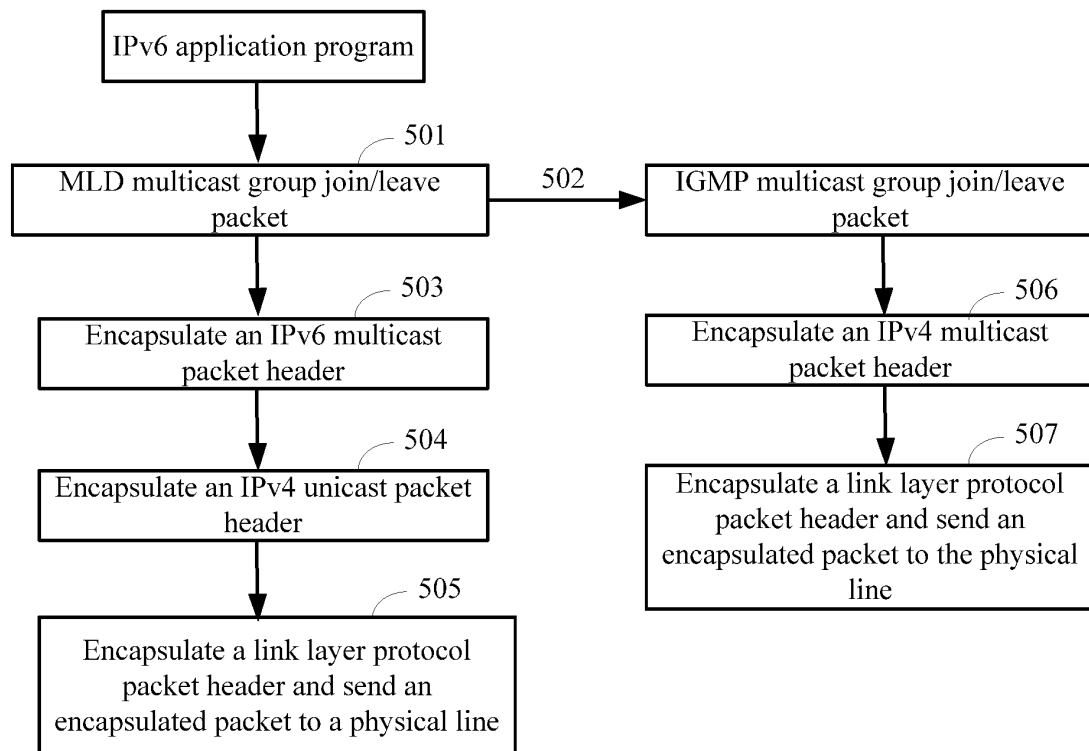 IPv6 application program
501
MLD multicast group join/leave
packet
502
IGMP multicast group join/leave
packet
503
Encapsulate an IPv6 multicast
packet header
506
Encapsulate an IPv4 multicast
packet header
504
Encapsulate an IPv4 unicast packet
header
507
Encapsulate a link layer protocol
packet header and send an
encapsulated packet to the physical
line
505
Encapsulate a link layer protocol
packet header and send an
encapsulated packet to a physical line